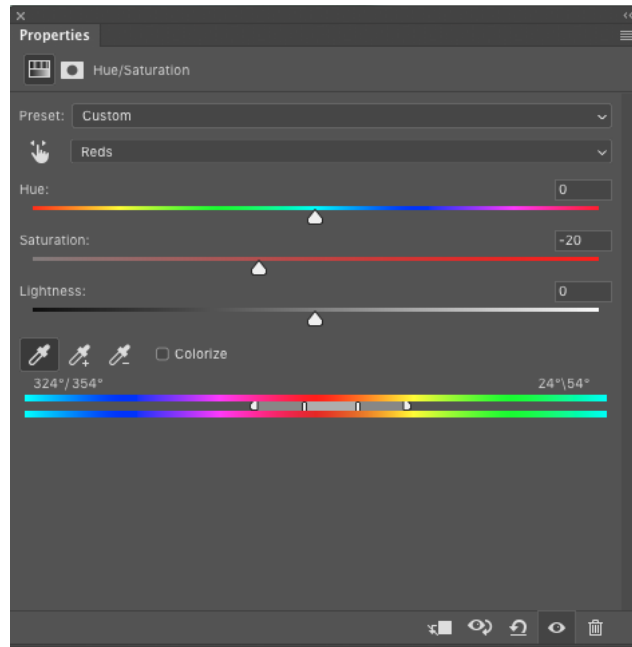 Properties
Hue/Saturation
Preset: Custom
Reds
Hue: 0
Saturation: -20
Lightness: 0
Colorize
324°/354° 24°\54°